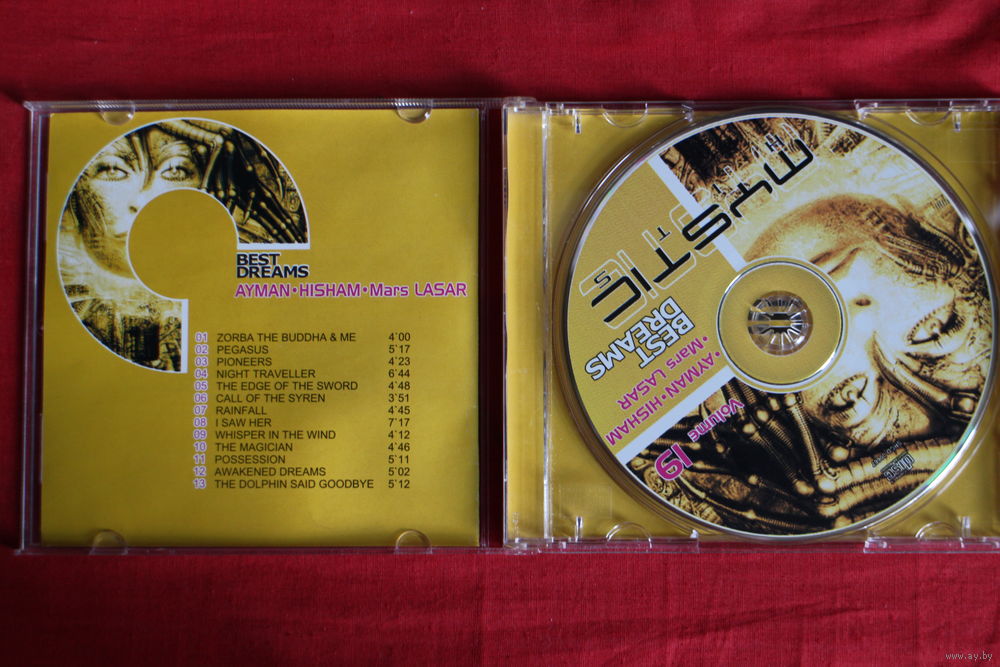 BEST
DREAMS
AYMAN • HISHAM • Mars LASAR
01 ZORBA THE BUDDHA & ME 4`00
02 PEGASUS 5`17
03 PIONEERS 4`23
04 NIGHT TRAVELLER 6`44
05 THE EDGE OF THE SWORD 4`48
06 CALL OF THE SYREN 3`51
07 RAINFALL 4`45
08 I SAW HER 7`17
09 WHISPER IN THE WIND 4`12
10 THE MAGICIAN 4`46
11 POSSESSION 5`11
12 AWAKENED DREAMS 5`02
13 THE DOLPHIN SAID GOODBYE 5`12
BEST
DREAMS
• AYMAN • HISHAM
• Mars LASAR
Volume 19
disc
www.ay.by